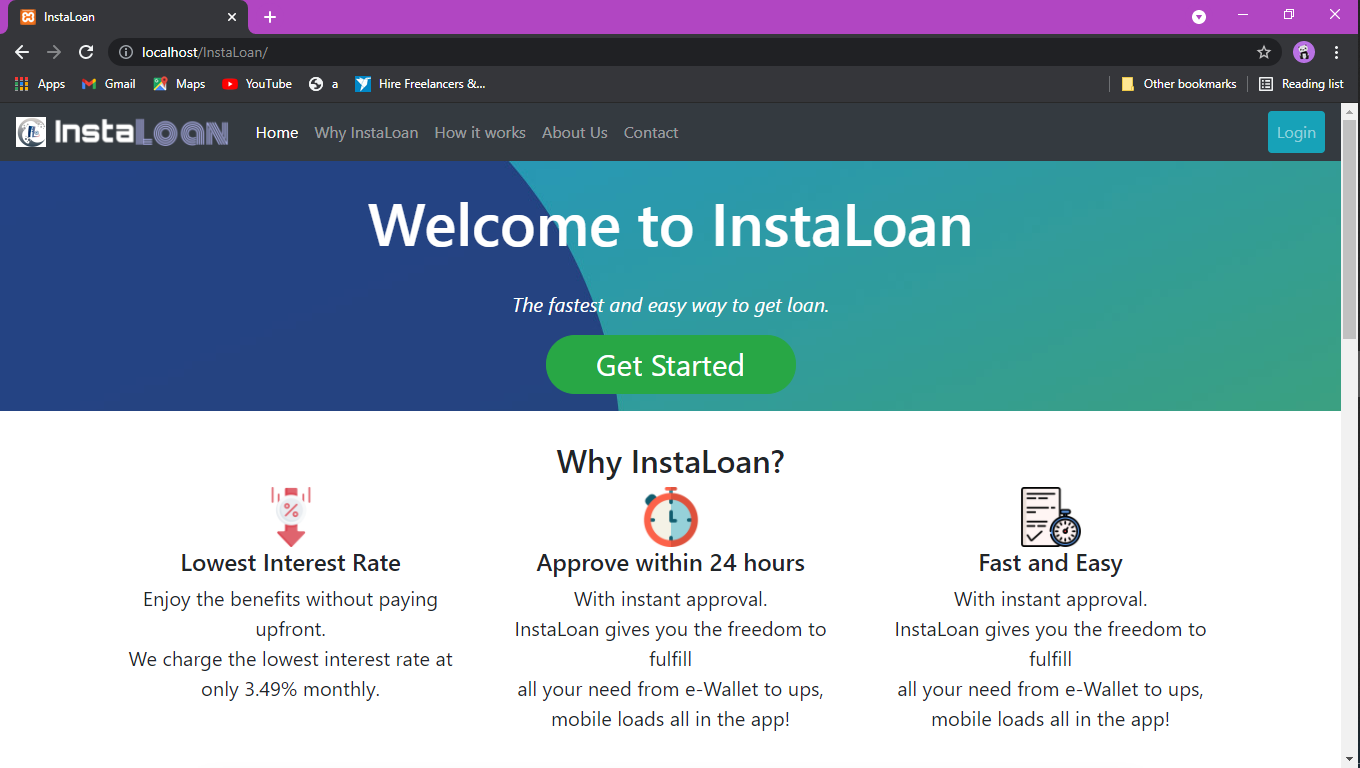 InstaLoan
localhost/InstaLoan/
Apps Gmail Maps YouTube a Hire Freelancers &... Other bookmarks Reading list
InstaLOAN Home Why InstaLoan How it works About Us Contact Login
Welcome to InstaLoan
The fastest and easy way to get loan.
Get Started
Why InstaLoan?
Lowest Interest Rate
Enjoy the benefits without paying
upfront.
We charge the lowest interest rate at
only 3.49% monthly.
Approve within 24 hours
With instant approval.
InstaLoan gives you the freedom to
fulfill
all your need from e-Wallet to ups,
mobile loads all in the app!
Fast and Easy
With instant approval.
InstaLoan gives you the freedom to
fulfill
all your need from e-Wallet to ups,
mobile loads all in the app!